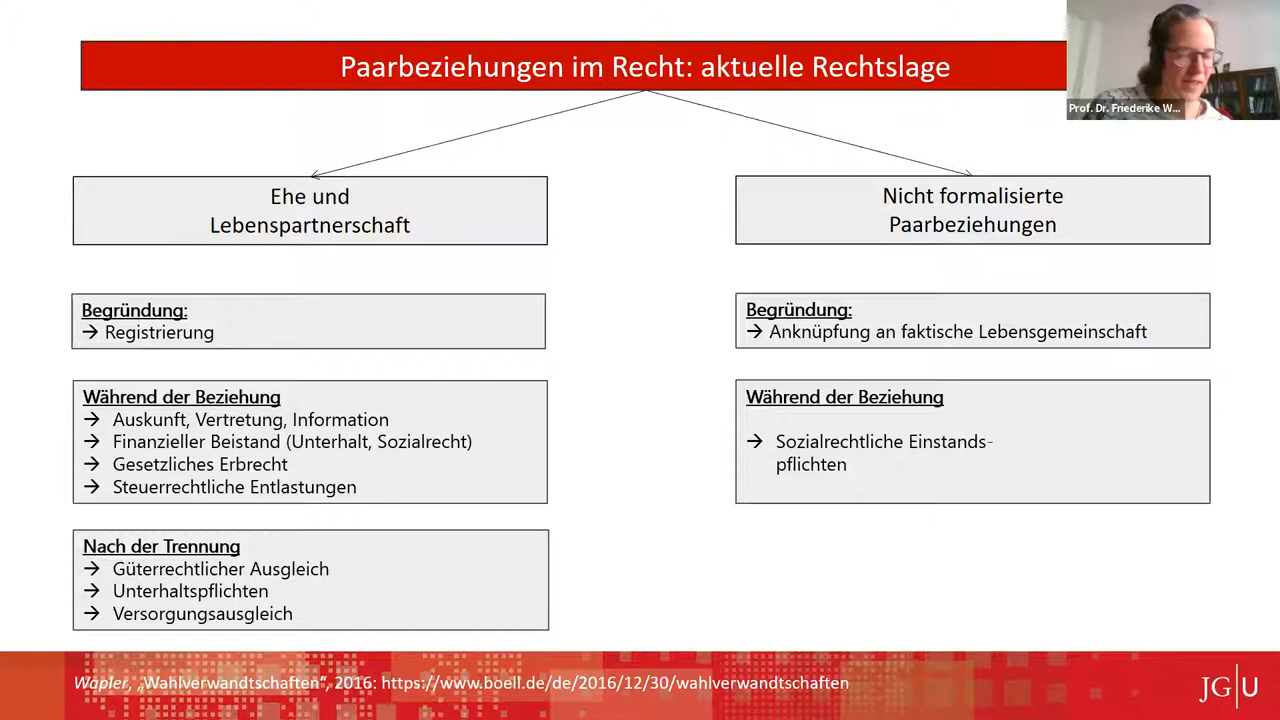 Paarbeziehungen im Recht: aktuelle Rechtslage
Prof. Dr. Friederike W...
Ehe und
Lebenspartnerschaft
Nicht formalisierte
Paarbeziehungen
Begründung:
→ Registrierung
Begründung:
→ Anknüpfung an faktische Lebensgemeinschaft
Während der Beziehung
→ Auskunft, Vertretung, Information
→ Finanzieller Beistand (Unterhalt, Sozialrecht)
→ Gesetzliches Erbrecht
→ Steuerrechtliche Entlastungen
Während der Beziehung
→ Sozialrechtliche Einstands-
pflichten
Nach der Trennung
→ Güterrechtlicher Ausgleich
→ Unterhaltspflichten
→ Versorgungsausgleich
Wapler, „Wahlverwandtschaften“, 2016: https://www.boell.de/de/2016/12/30/wahlverwandtschaften
JG|U